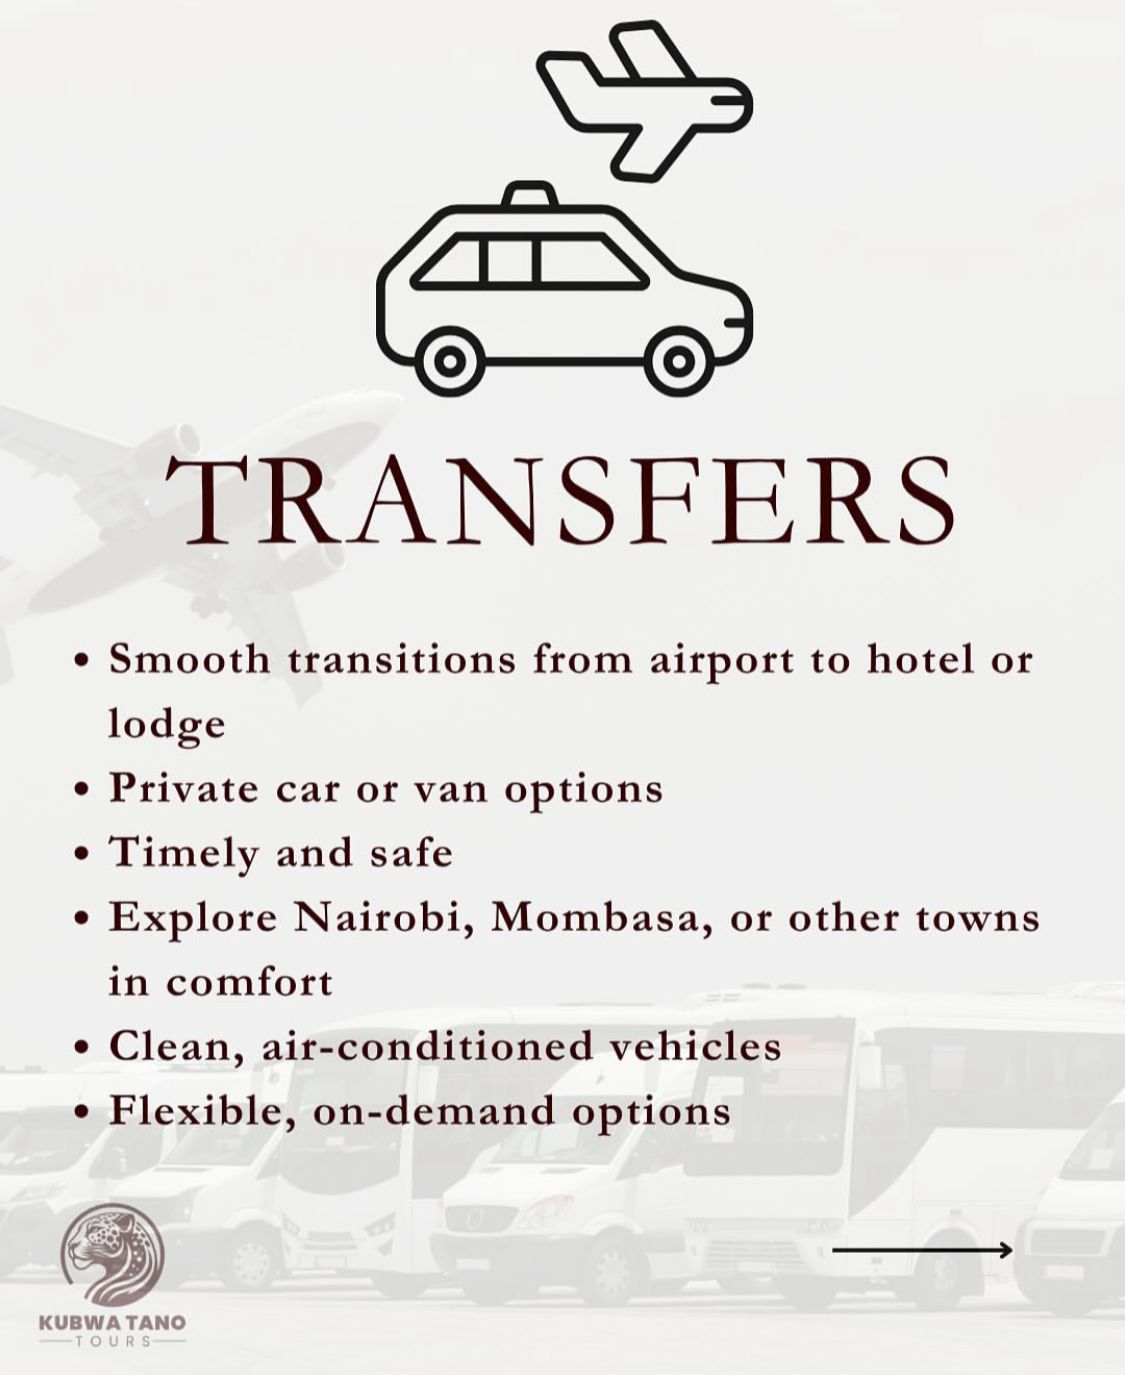 TRANSFERS
• Smooth transitions from airport to hotel or
lodge
• Private car or van options
• Timely and safe
• Explore Nairobi, Mombasa, or other towns
in comfort
• Clean, air-conditioned vehicles
• Flexible, on-demand options
KUBWA TANO
TOURS